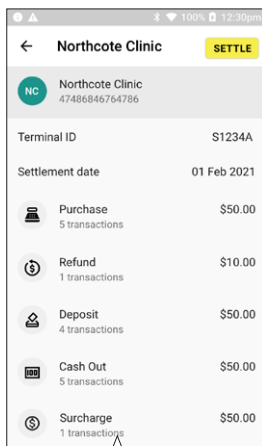 100% 12:30pm
Northcote Clinic SETTLE
NC Northcote Clinic
47486846764786
Terminal ID S1234A
Settlement date 01 Feb 2021
Purchase $50.00
5 transactions
Refund $10.00
1 transactions
Deposit $50.00
4 transactions
Cash Out $50.00
5 transactions
Surcharge $50.00
1 transactions